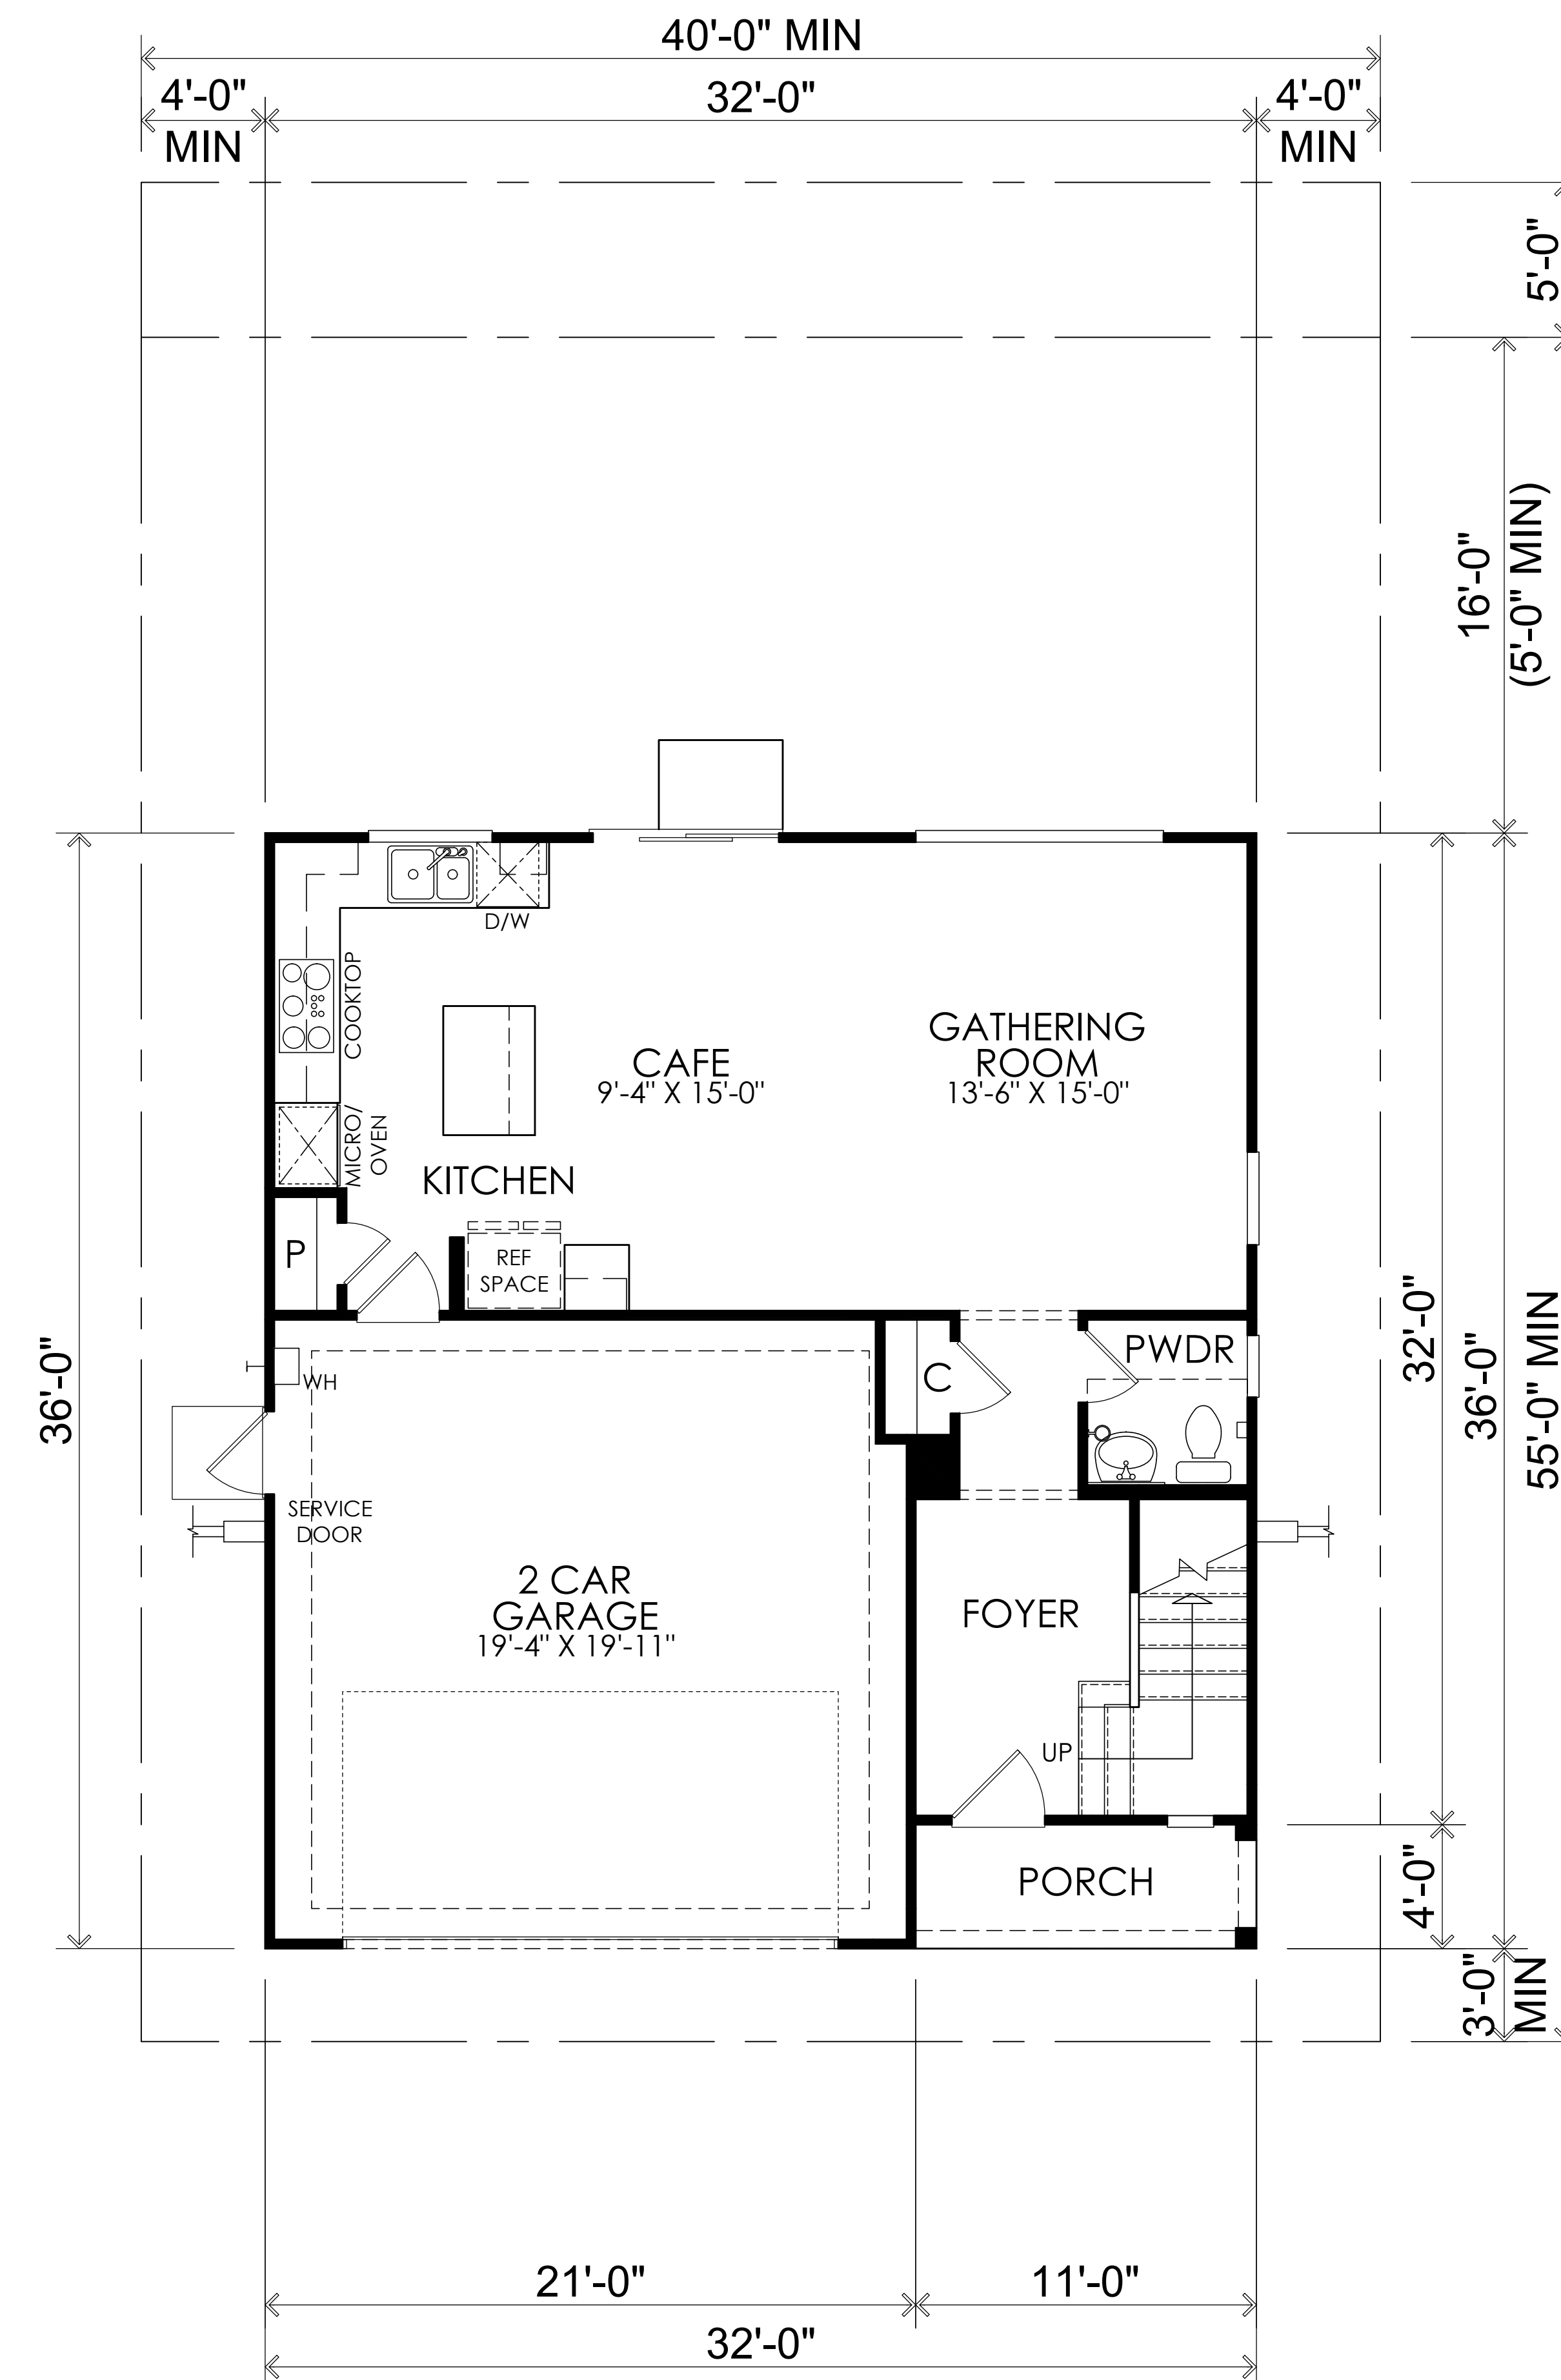 40'-0" MIN
4'-0"
MIN
32'-0"
4'-0"
MIN
5'-0"
16'-0"
(5'-0" MIN)
D/W
COOKTOP
MICRO/
OVEN
CAFE
9'-4" X 15'-0"
GATHERING
ROOM
13'-6" X 15'-0"
KITCHEN
P
REF
SPACE
36'-0"
WH
C
PWDR
32'-0"
36'-0"
55'-0" MIN
SERVICE
DOOR
2 CAR
GARAGE
19'-4" X 19'-11"
FOYER
UP
PORCH
4'-0"
3'-0"
MIN
21'-0"
11'-0"
32'-0"